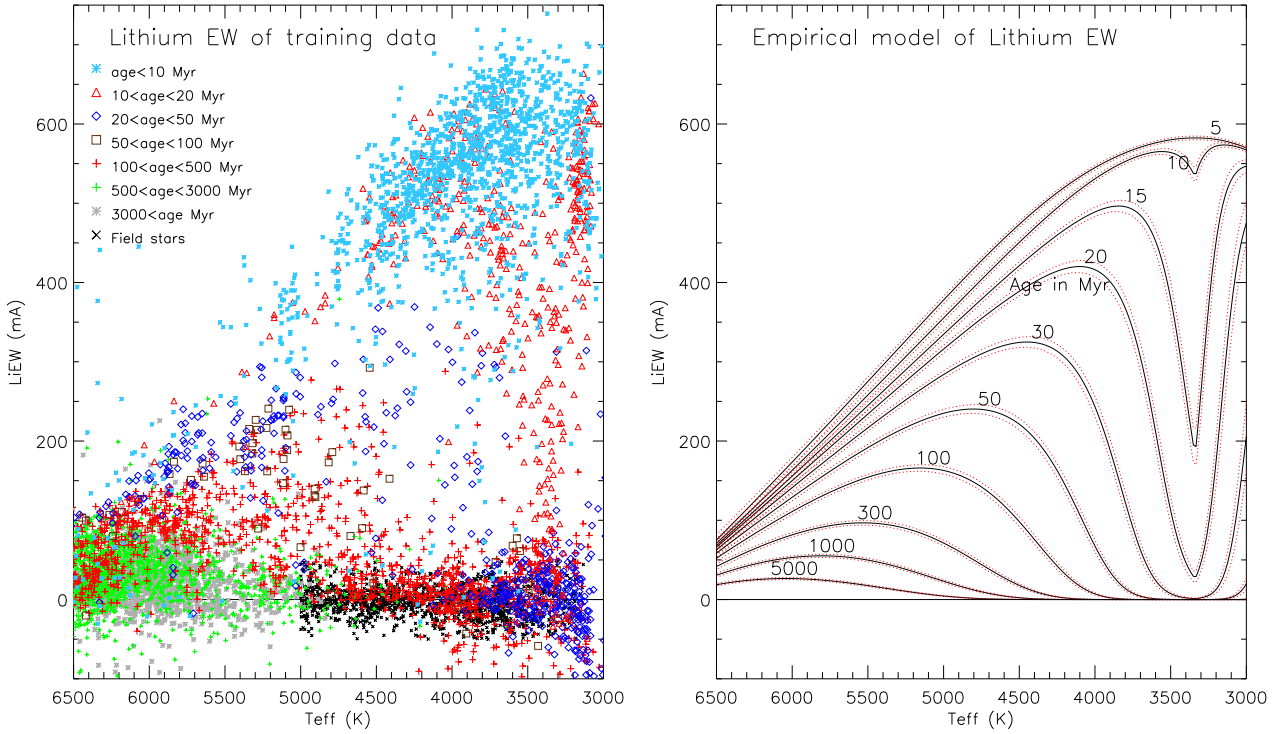 Lithium EW of training data
age<10 Myr
10<age<20 Myr
20<age<50 Myr
50<age<100 Myr
100<age<500 Myr
500<age<3000 Myr
3000<age Myr
Field stars
600
400
200
0
LiEW (mA)
6500 6000 5500 5000 4500 4000 3500 3000
Teff (K)
Empirical model of Lithium EW
5
10
15
20
Age in Myr
30
50
100
300
1000
5000
600
400
200
0
LiEW (mA)
6500 6000 5500 5000 4500 4000 3500 3000
Teff (K)